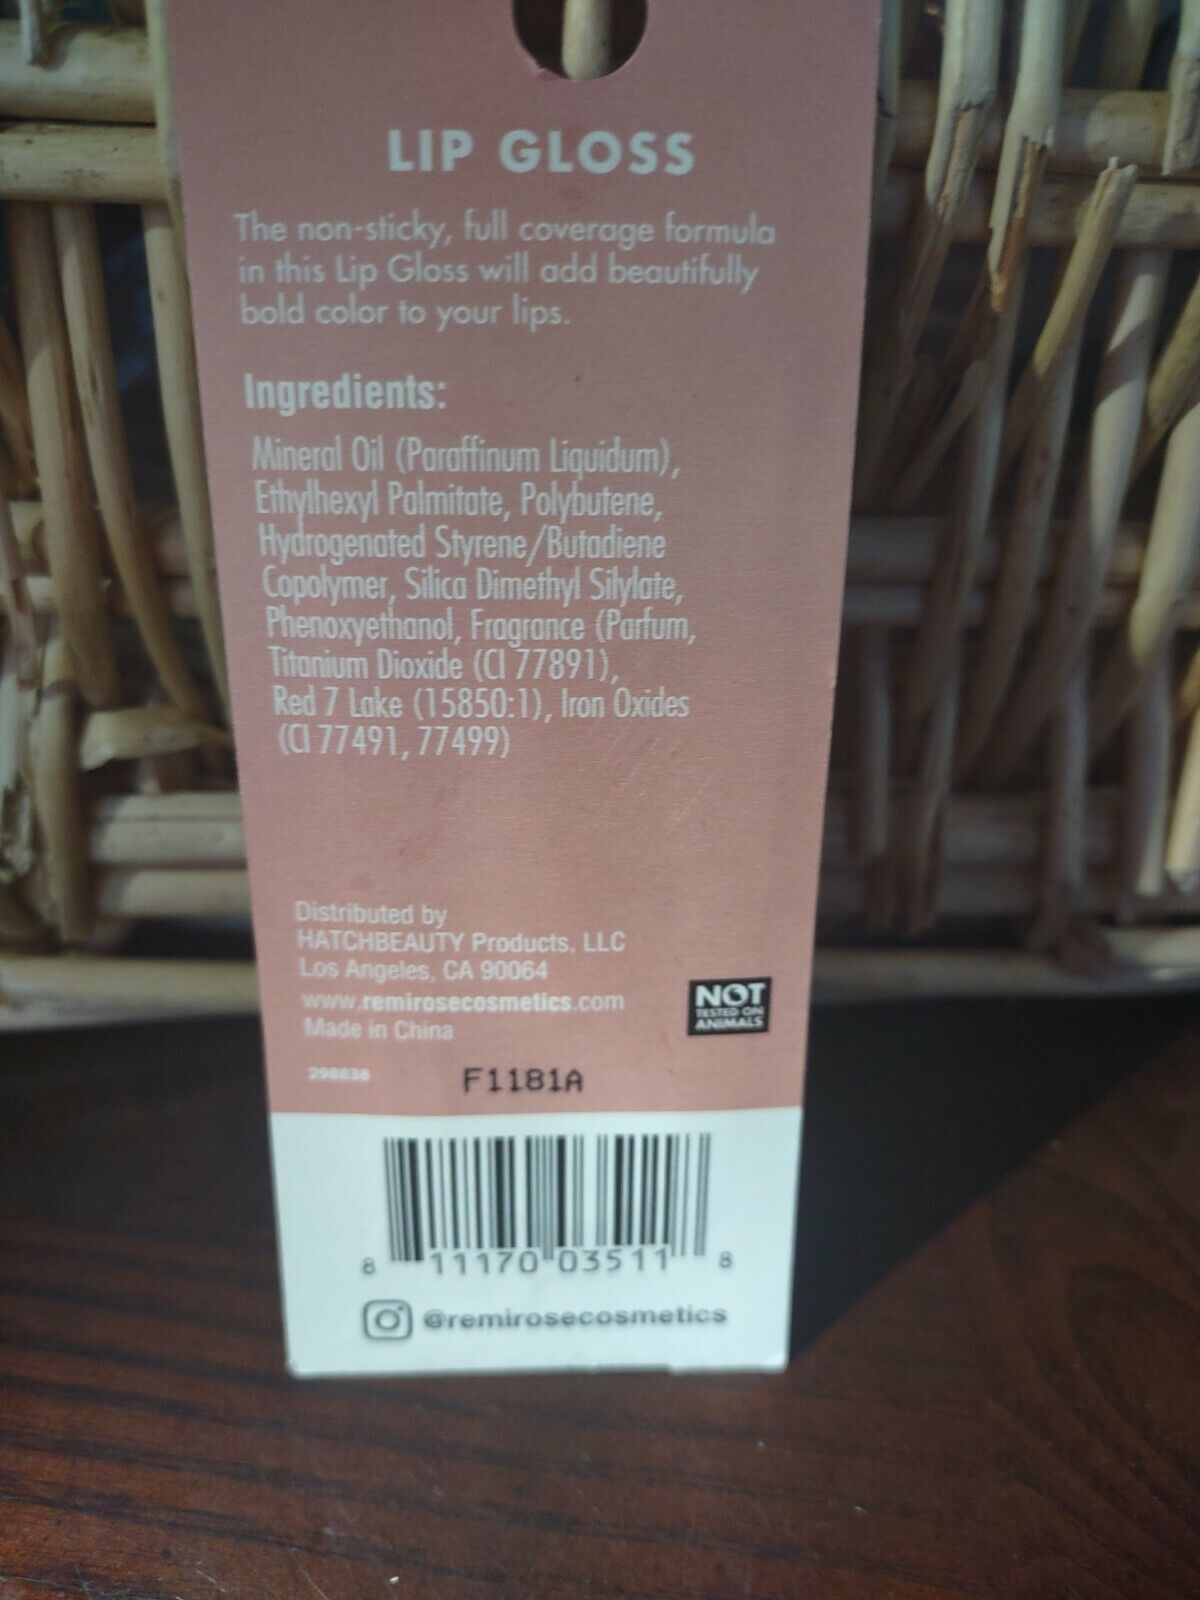 LIP GLOSS
The non-sticky, full coverage formula
in this Lip Gloss will add beautifully
bold color to your lips.
Ingredients:
Mineral Oil (Paraffinum Liquidum),
Ethylhexyl Palmitate, Polybutene,
Hydrogenated Styrene/Butadiene
Copolymer, Silica Dimethyl Silylate,
Phenoxyethanol, Fragrance (Parfum,
Titanium Dioxide (CI 77891),
Red 7 Lake (15850:1), Iron Oxides
(CI 77491, 77499)
Distributed by
HATCHBEAUTY Products, LLC
Los Angeles, CA 90064
www.remirosecosmetics.com
Made in China
NOT
TESTED ON
ANIMALS
298838
F1181A
8 11170 03511 8
@remirosecosmetics